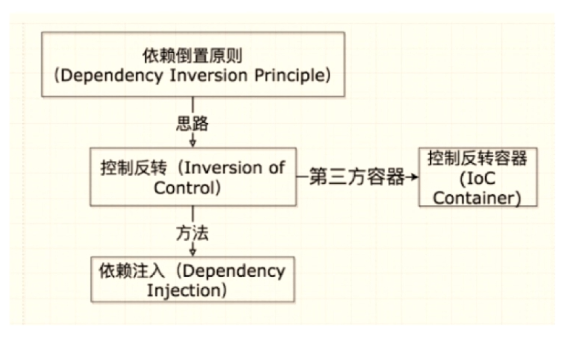 依赖倒置原则
（Dependency Inversion Principle）
思路
控制反转（Inversion of
Control）
第三方容器
控制反转容器
(IoC
Container)
方法
依赖注入（Dependency
Injection）